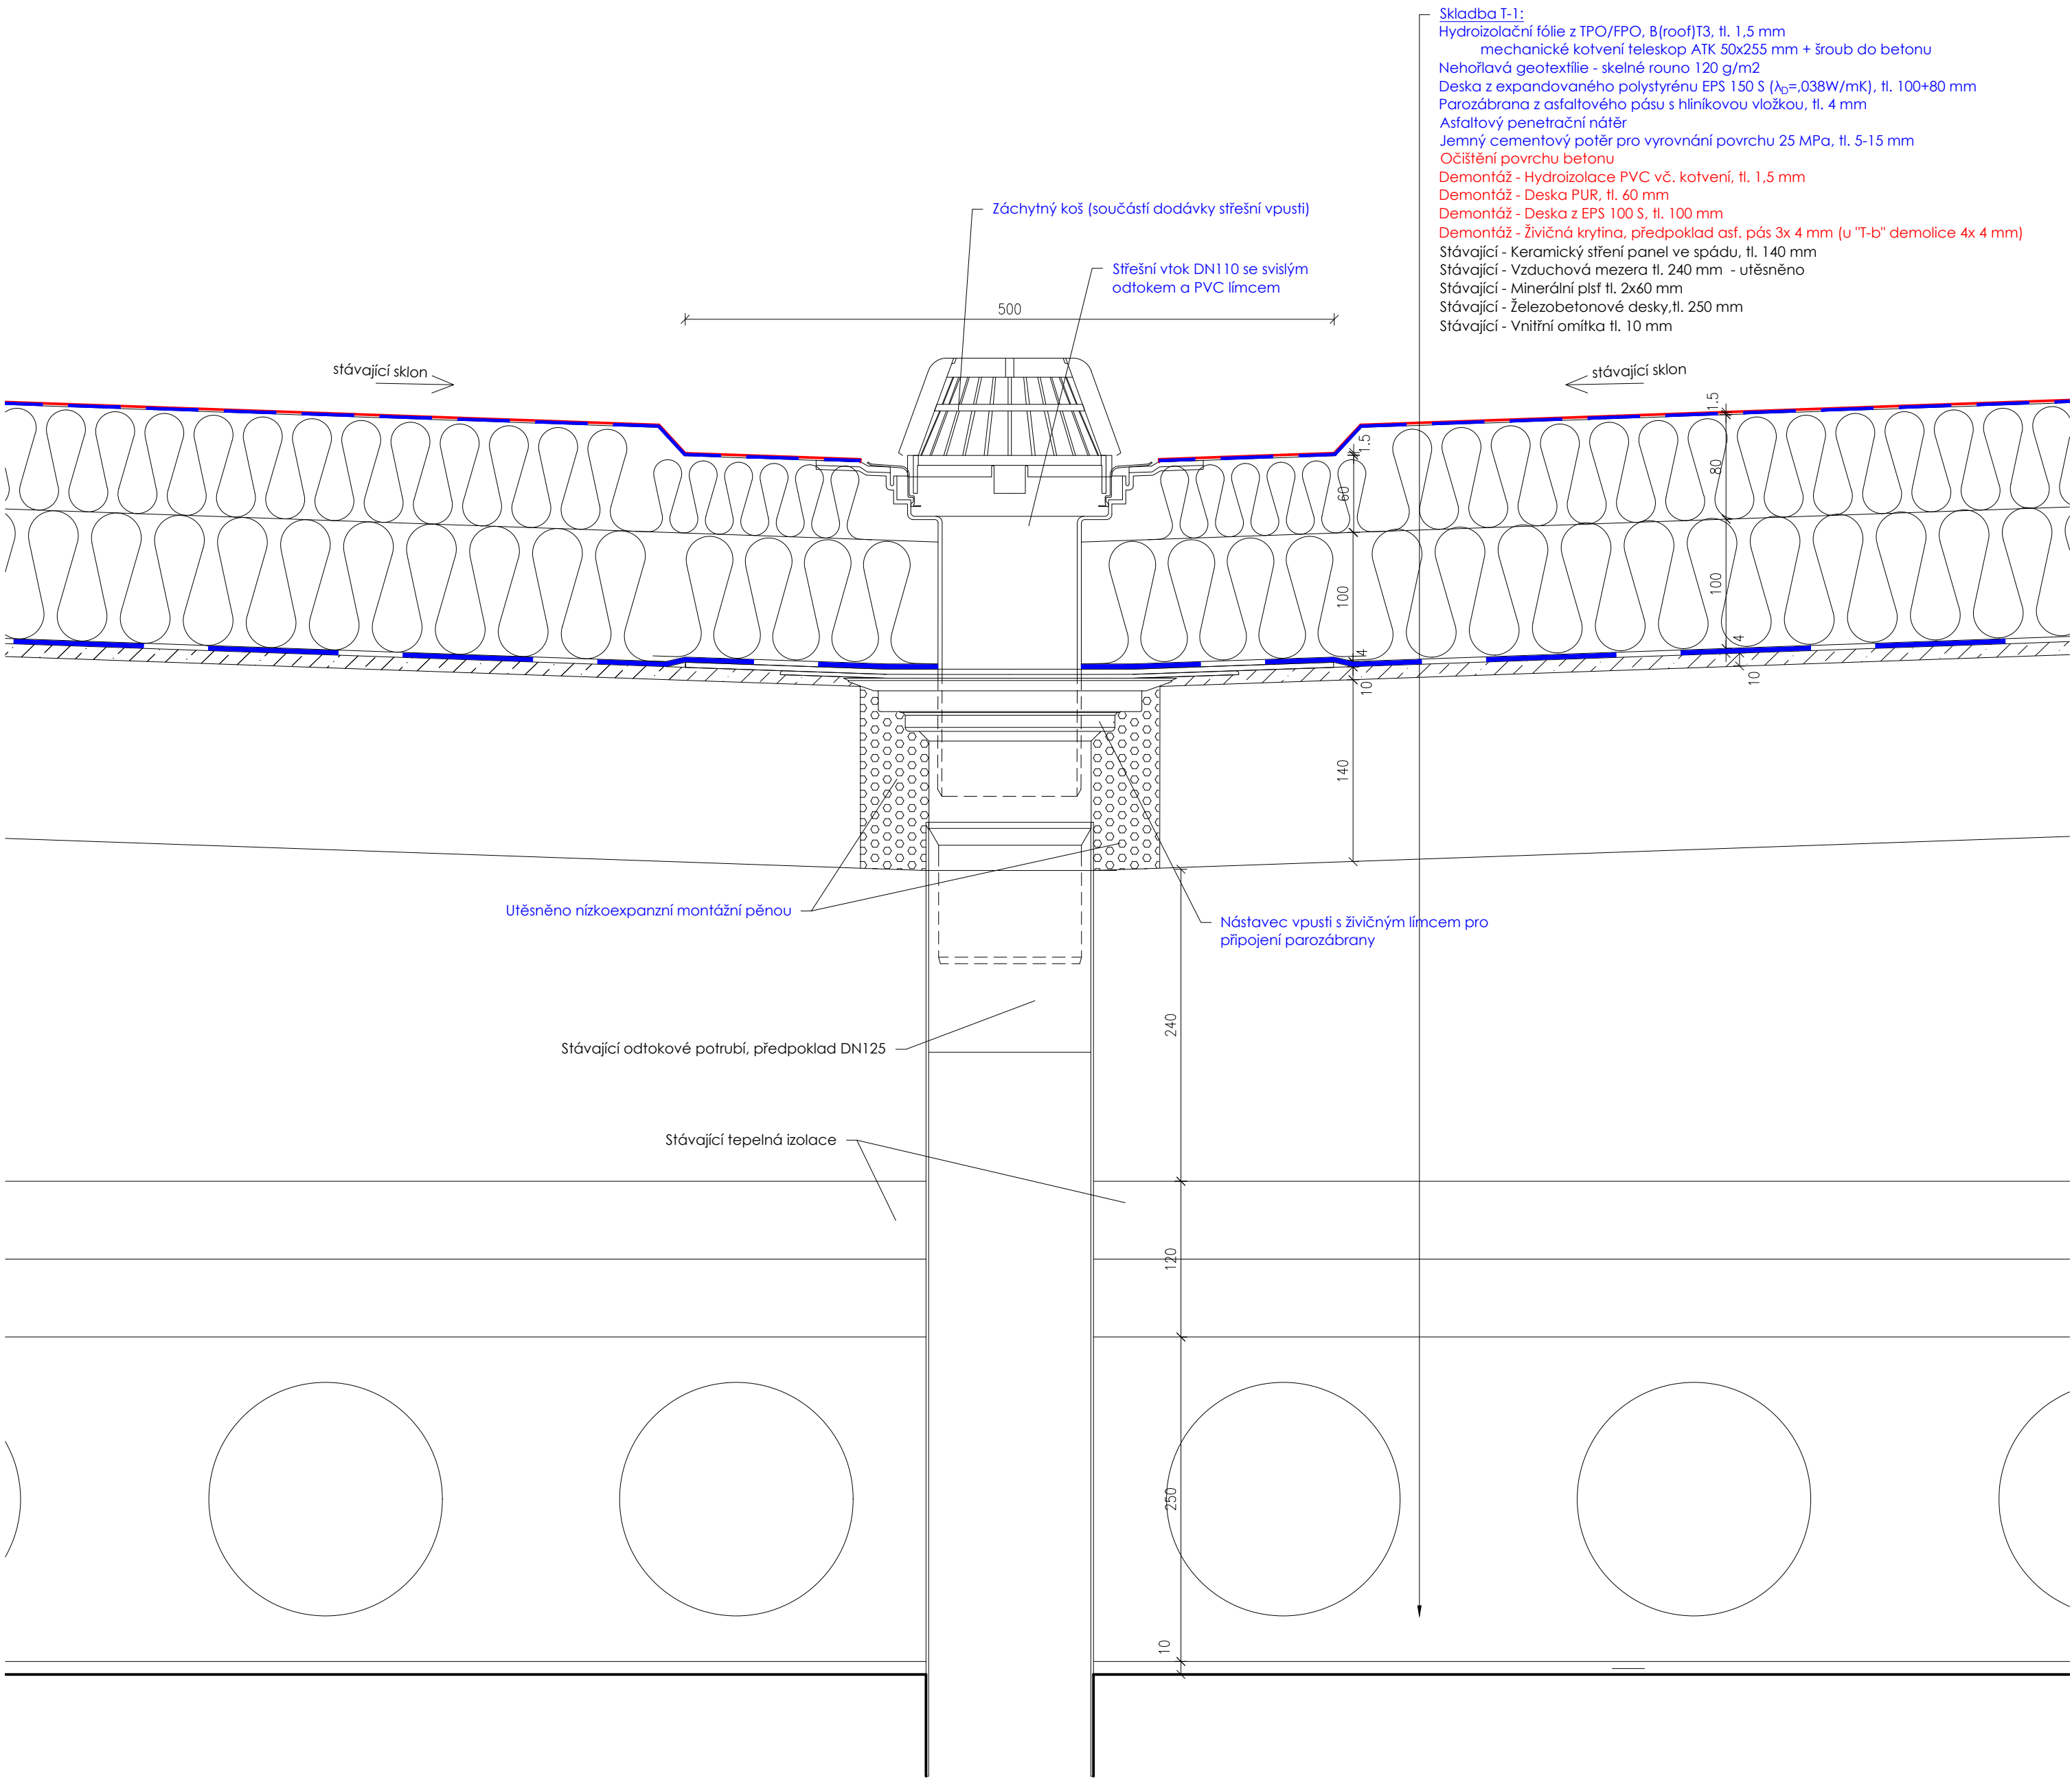 Skladba T-1:
Hydroizolační fólie z TPO/FPO, B(roof)T3, tl. 1,5 mm
mechanické kotvení teleskop ATK 50x255 mm + šroub do betonu
Nehořlavá geotextílie - skelné rouno 120 g/m2
Deska z expandovaného polystyrénu EPS 150 S (λD=,038W/mK), tl. 100+80 mm
Parozábrana z asfaltového pásu s hliníkovou vložkou, tl. 4 mm
Asfaltový penetrační nátěr
Jemný cementový potěr pro vyrovnání povrchu 25 MPa, tl. 5-15 mm
Očištění povrchu betonu
Demontáž - Hydroizolace PVC vč. kotvení, tl. 1,5 mm
Demontáž - Deska PUR, tl. 60 mm
Demontáž - Deska z EPS 100 S, tl. 100 mm
Demontáž - Živičná krytina, předpoklad asf. pás 3x 4 mm (u "T-b" demolice 4x 4 mm)
Stávající - Keramický stření panel ve spádu, tl. 140 mm
Stávající - Vzduchová mezera tl. 240 mm - utěsněno
Stávající - Minerální plsť tl. 2x60 mm
Stávající - Železobetonové desky,tl. 250 mm
Stávající - Vnitřní omítka tl. 10 mm
Záchytný koš (součástí dodávky střešní vpusti)
Střešní vtok DN110 se svislým
odtokem a PVC límcem
500
stávající sklon
stávající sklon
1.5
80
100
4
10
1.5
60
100
4
10
140
Utěsněno nízkoexpanzní montážní pěnou
Nástavec vpusti s živičným límcem pro
připojení parozábrany
Stávající odtokové potrubí, předpoklad DN125
240
Stávající tepelná izolace
120
250
10